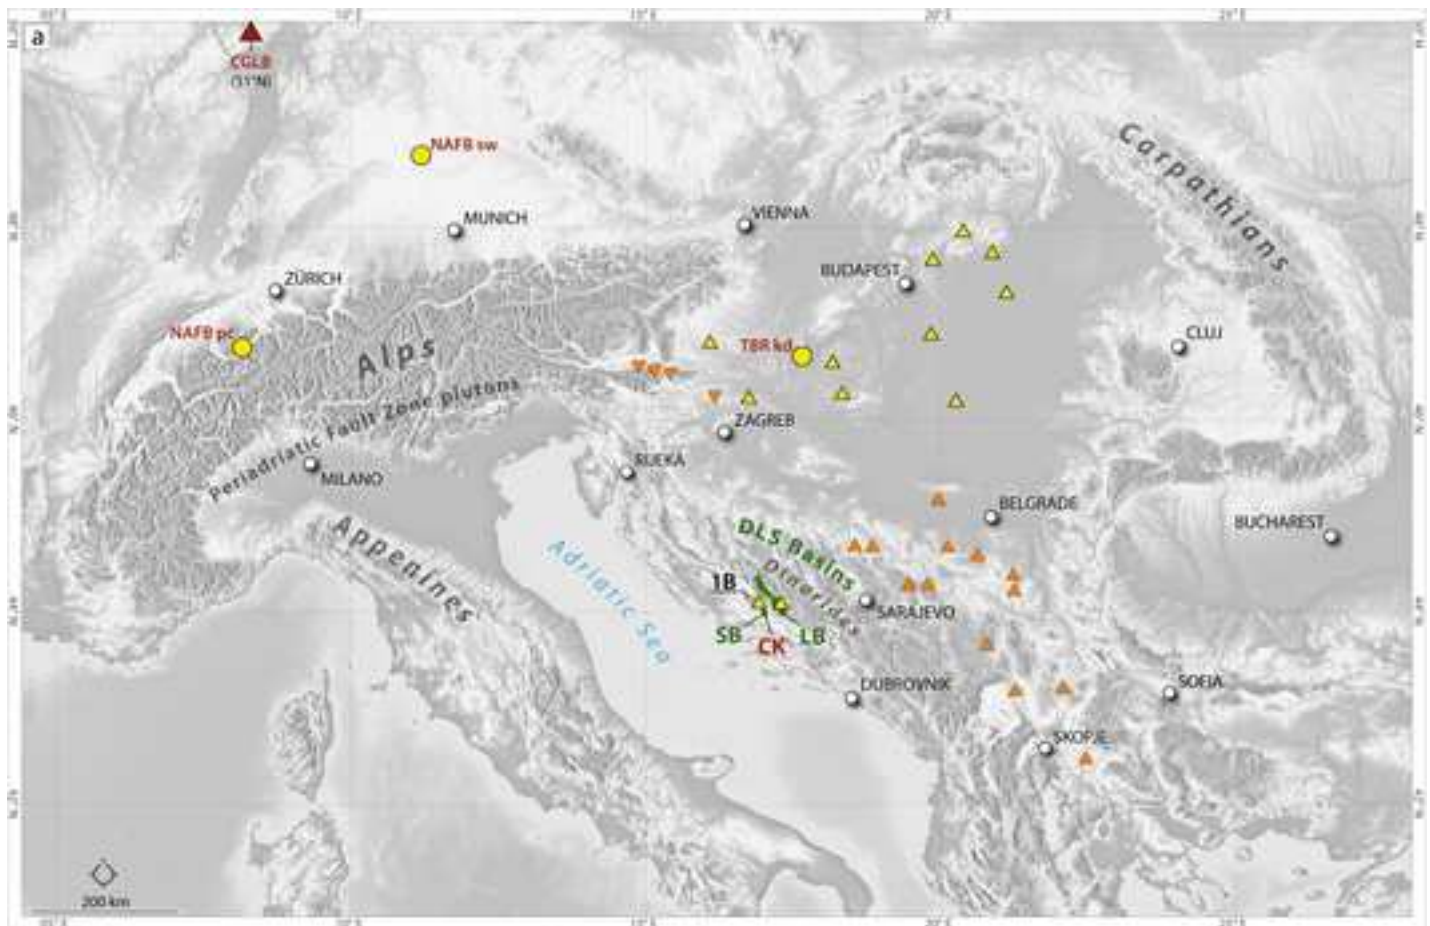 a
CGLB
(51°N)
NAFB sw
Carpathians
MUNICH
VIENNA
BUDAPEST
ZÜRICH
NAFB pc
CLUJ
TBR kd
Alps
Periadriatic Fault Zone plutons
ZAGREB
RIJEKA
MILANO
BELGRADE
BUCHAREST
Appenines
DLS Basins
Dinarides
Adriatic Sea
1B
SARAJEVO
SB
CK
LB
DUBROVNIK
SOFIA
SKOPJE
200 km